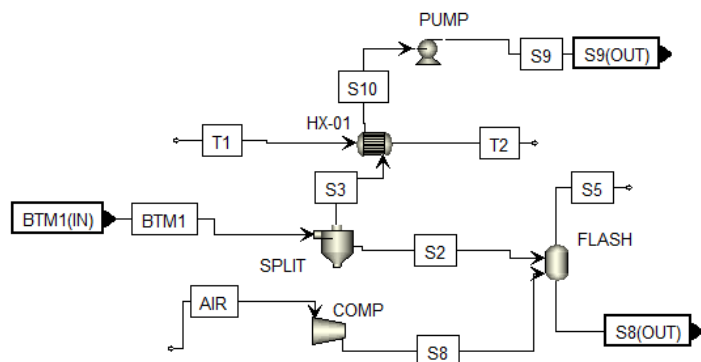 PUMP
S9
S9(OUT)
S10
HX-01
T1
T2
S3
S5
BTM1(IN)
BTM1
FLASH
SPLIT
S2
AIR
COMP
S8
S8(OUT)